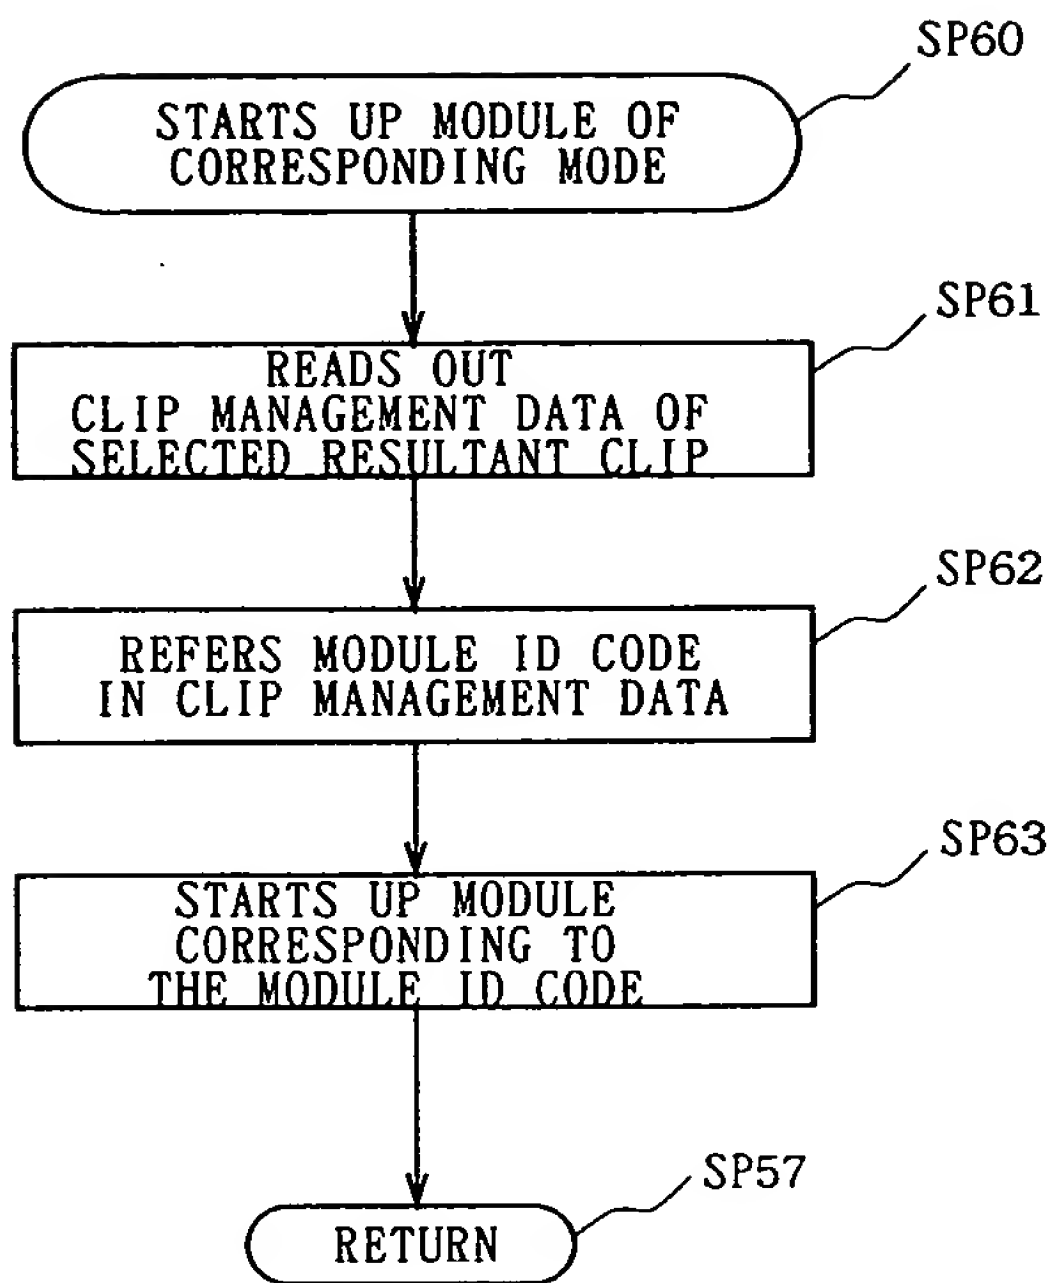 SP60
STARTS UP MODULE OF
CORRESPONDING MODE
SP61
READS OUT
CLIP MANAGEMENT DATA OF
SELECTED RESULTANT CLIP
SP62
REFERS MODULE ID CODE
IN CLIP MANAGEMENT DATA
SP63
STARTS UP MODULE
CORRESPONDING TO
THE MODULE ID CODE
SP57
RETURN